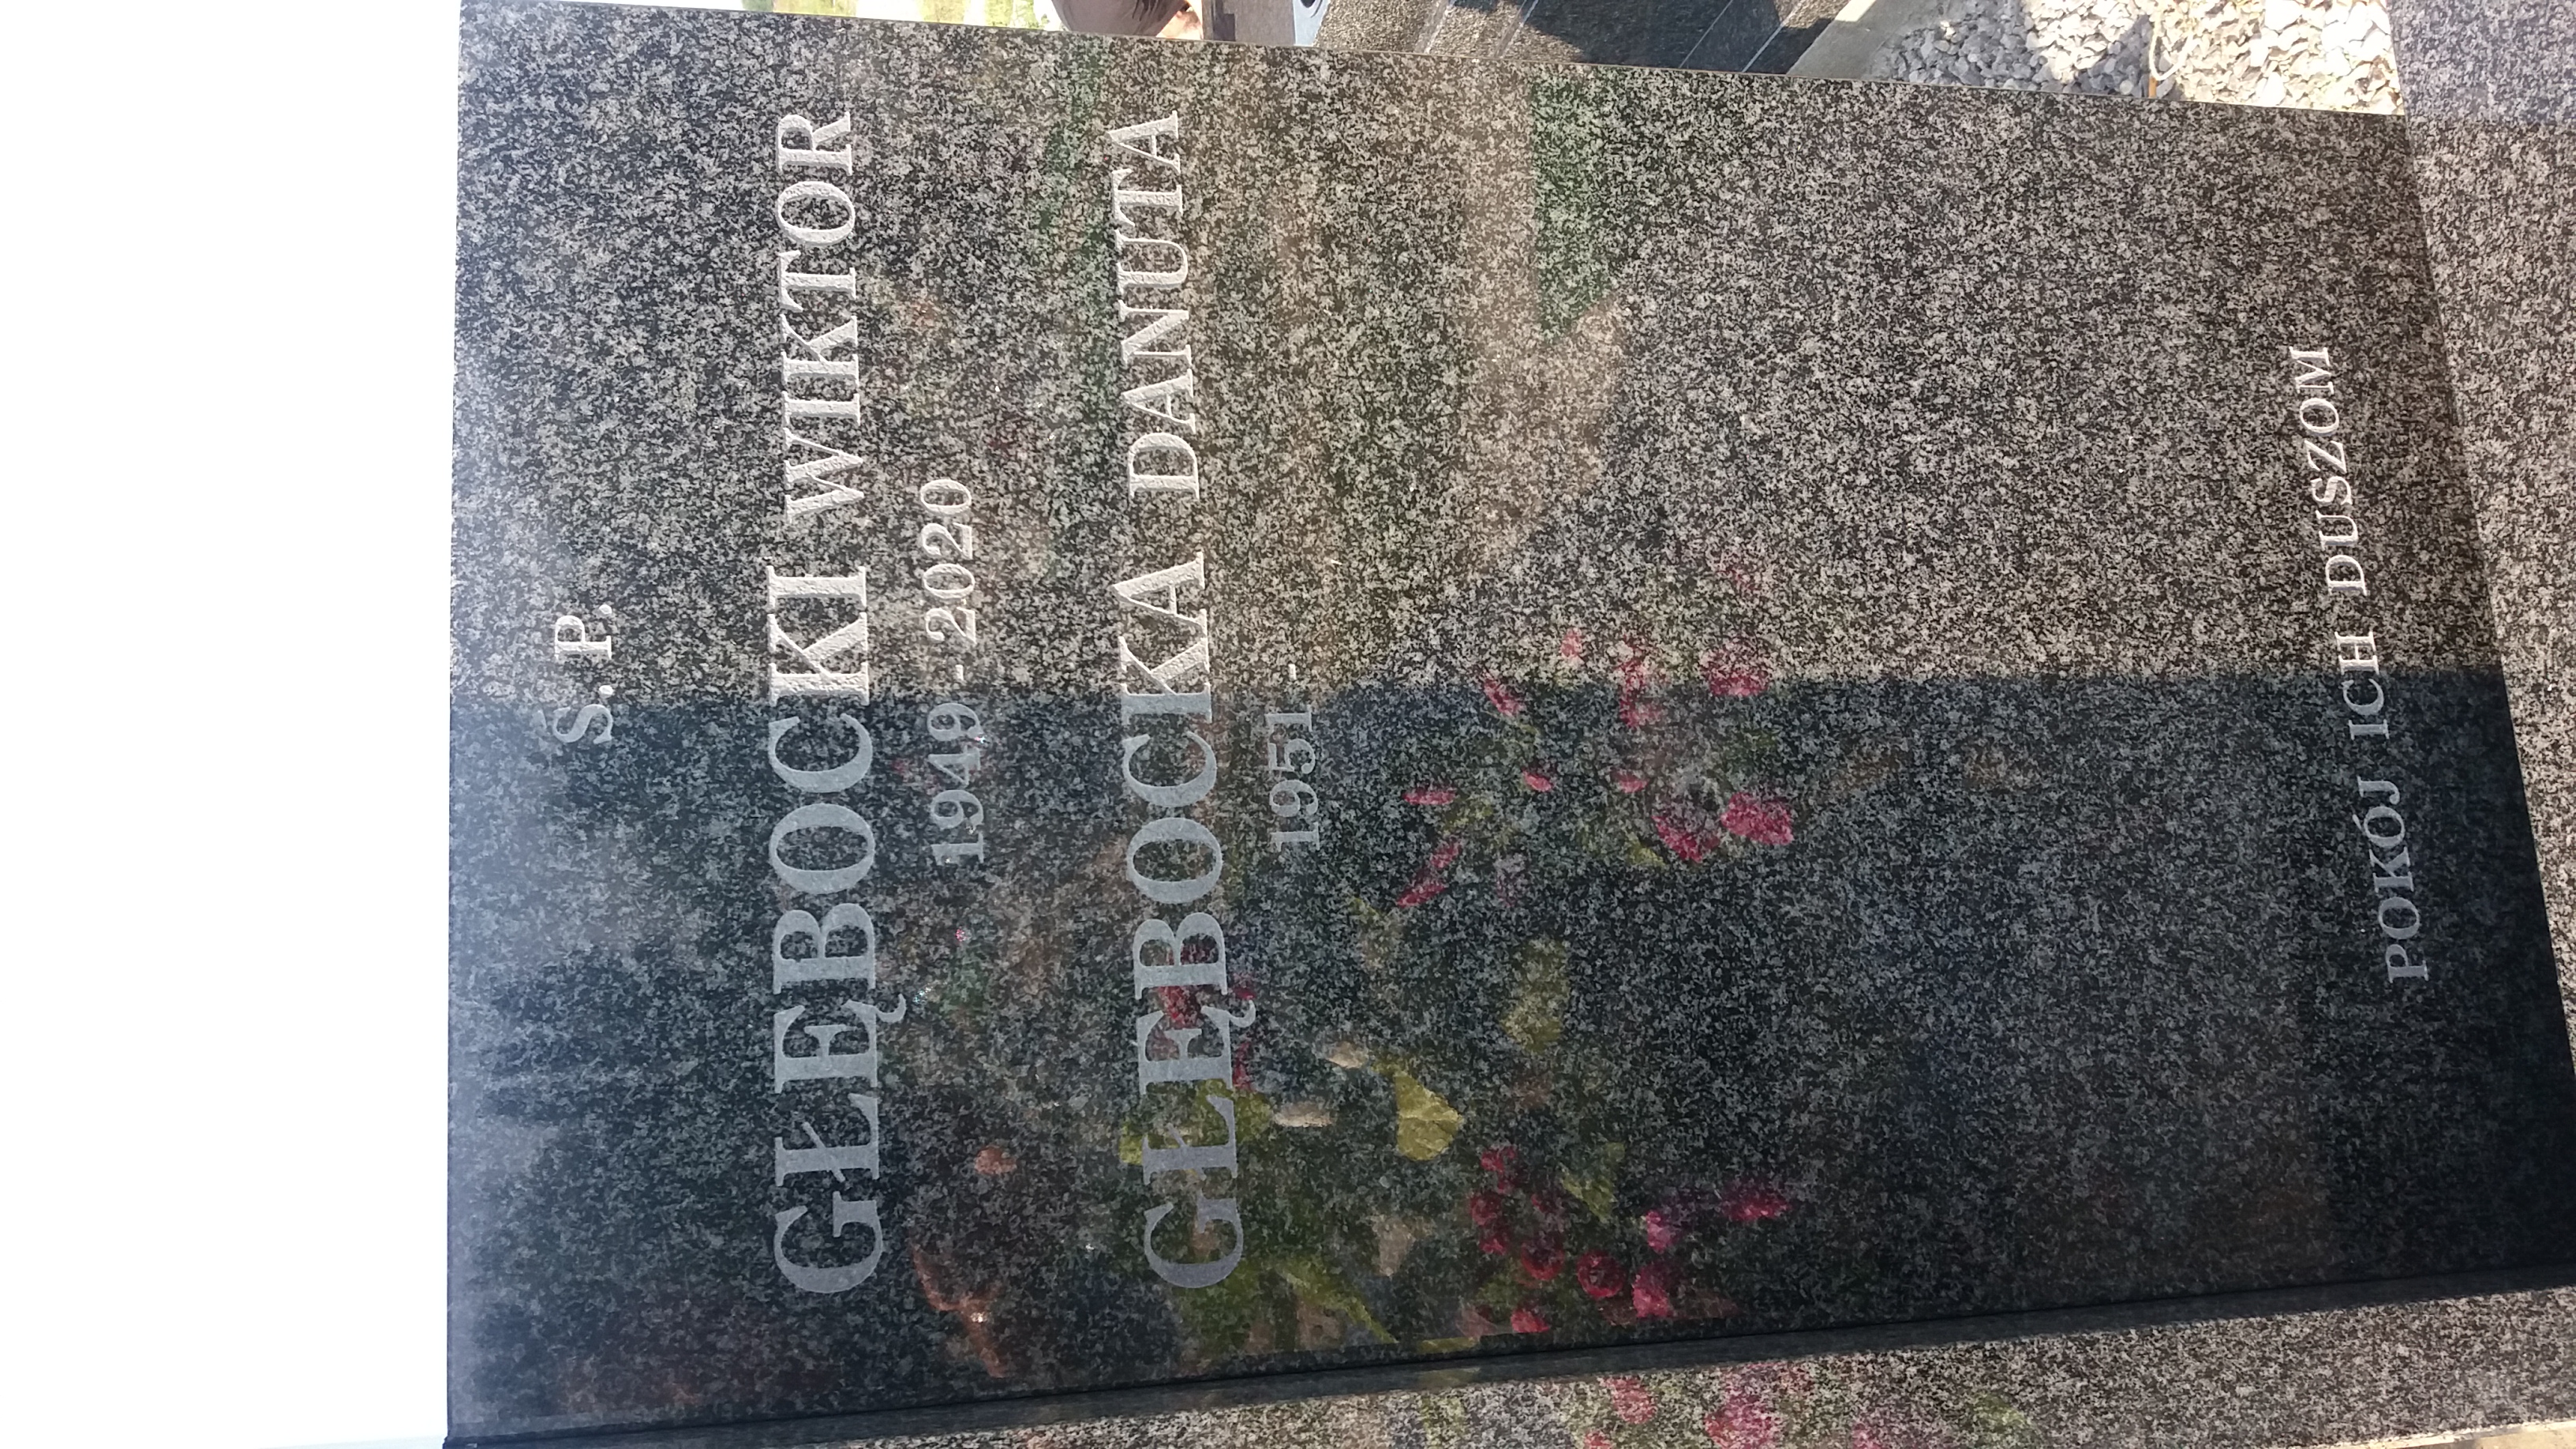 Ś. P.
GŁĘBOCKI WIKTOR
1949 - 2020
GŁĘBOCKA DANUTA
1951 -
POKÓJ ICH DUSZOM